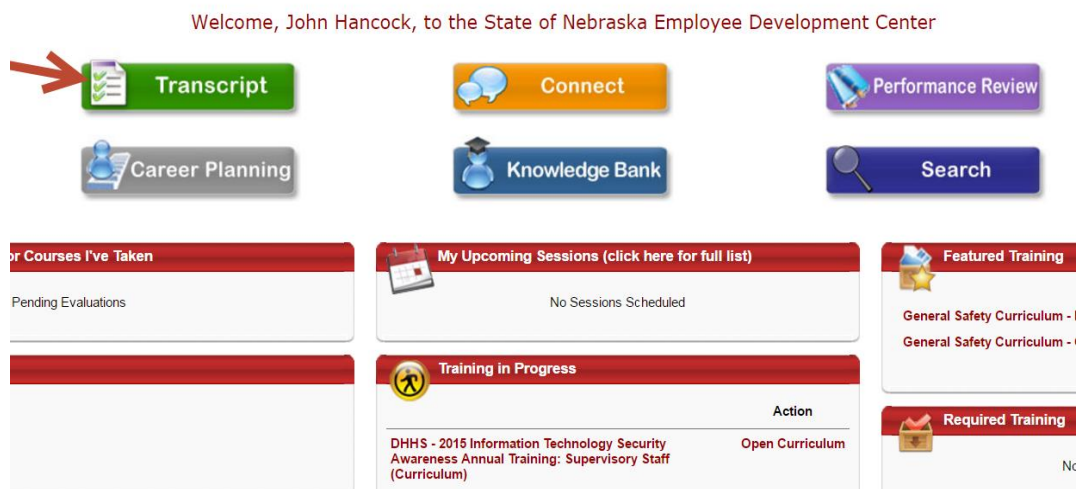 Welcome, John Hancock, to the State of Nebraska Employee Development Center
Transcript
Connect
Performance Review
Career Planning
Knowledge Bank
Search
or Courses I've Taken
Pending Evaluations
My Upcoming Sessions (click here for full list)
No Sessions Scheduled
Featured Training
General Safety Curriculum -
General Safety Curriculum -
Training in Progress
Action
DHHS - 2015 Information Technology Security
Awareness Annual Training: Supervisory Staff
(Curriculum)
Open Curriculum
Required Training
No